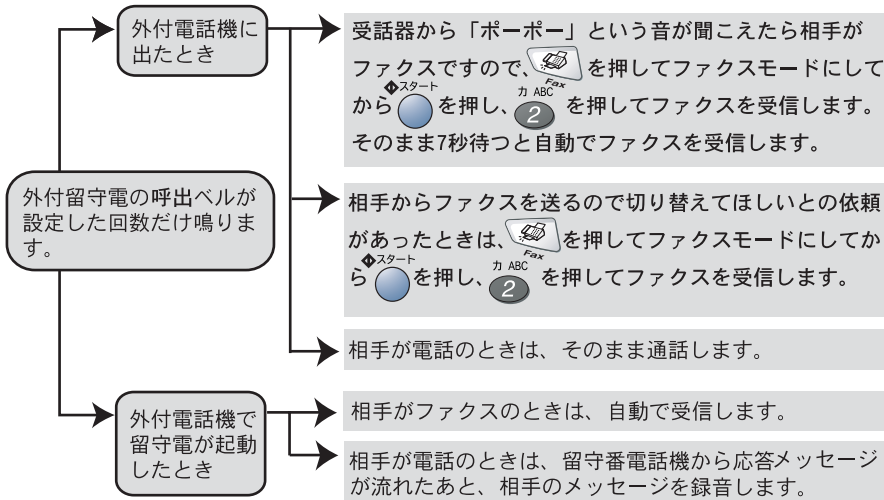 外付電話機に
出たとき
受話器から「ポーポー」という音が聞こえたら相手が
ファクスですので、 Fax を押してファクスモードにして
から ◆スタート を押し、 カ ABC 2 を押してファクスを受信します。
そのまま7秒待つと自動でファクスを受信します。
外付留守電の呼出ベルが
設定した回数だけ鳴りま
す。
相手からファクスを送るので切り替えてほしいとの依頼
があったときは、 Fax を押してファクスモードにしてか
ら ◆スタート を押し、 カ ABC 2 を押してファクスを受信します。
相手が電話のときは、そのまま通話します。
外付電話機で
留守電が起動
したとき
相手がファクスのときは、自動で受信します。
相手が電話のときは、留守番電話機から応答メッセージ
が流れたあと、相手のメッセージを録音します。